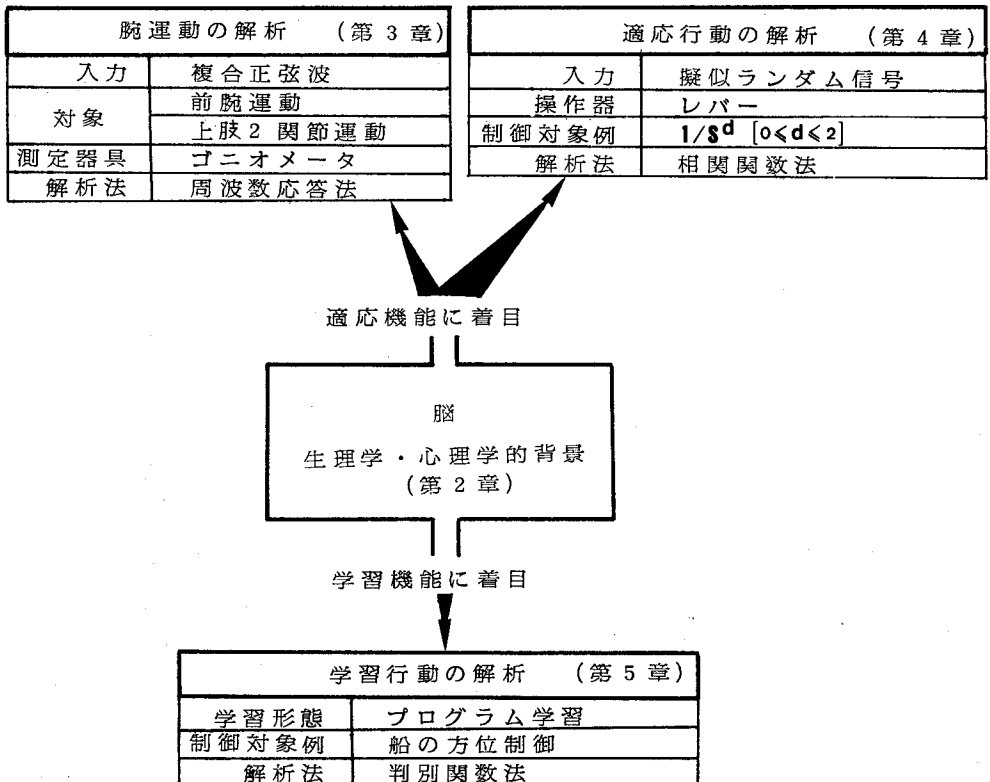 腕運動の解析 (第3章)
入力 複合正弦波
対象 前腕運動
上肢2関節運動
測定器具 ゴニオメータ
解析法 周波数応答法
適応行動の解析 (第4章)
入力 擬似ランダム信号
操作器 レバー
制御対象例 1/S^d [0≤d≤2]
解析法 相関関数法
適応機能に着目
脳
生理学・心理学的背景
(第2章)
学習機能に着目
学習行動の解析 (第5章)
学習形態 プログラム学習
制御対象例 船の方位制御
解析法 判別関数法